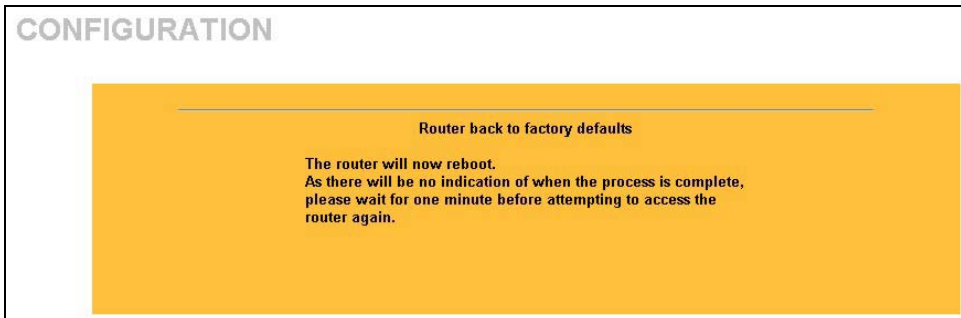 CONFIGURATION
Router back to factory defaults
The router will now reboot.
As there will be no indication of when the process is complete,
please wait for one minute before attempting to access the
router again.